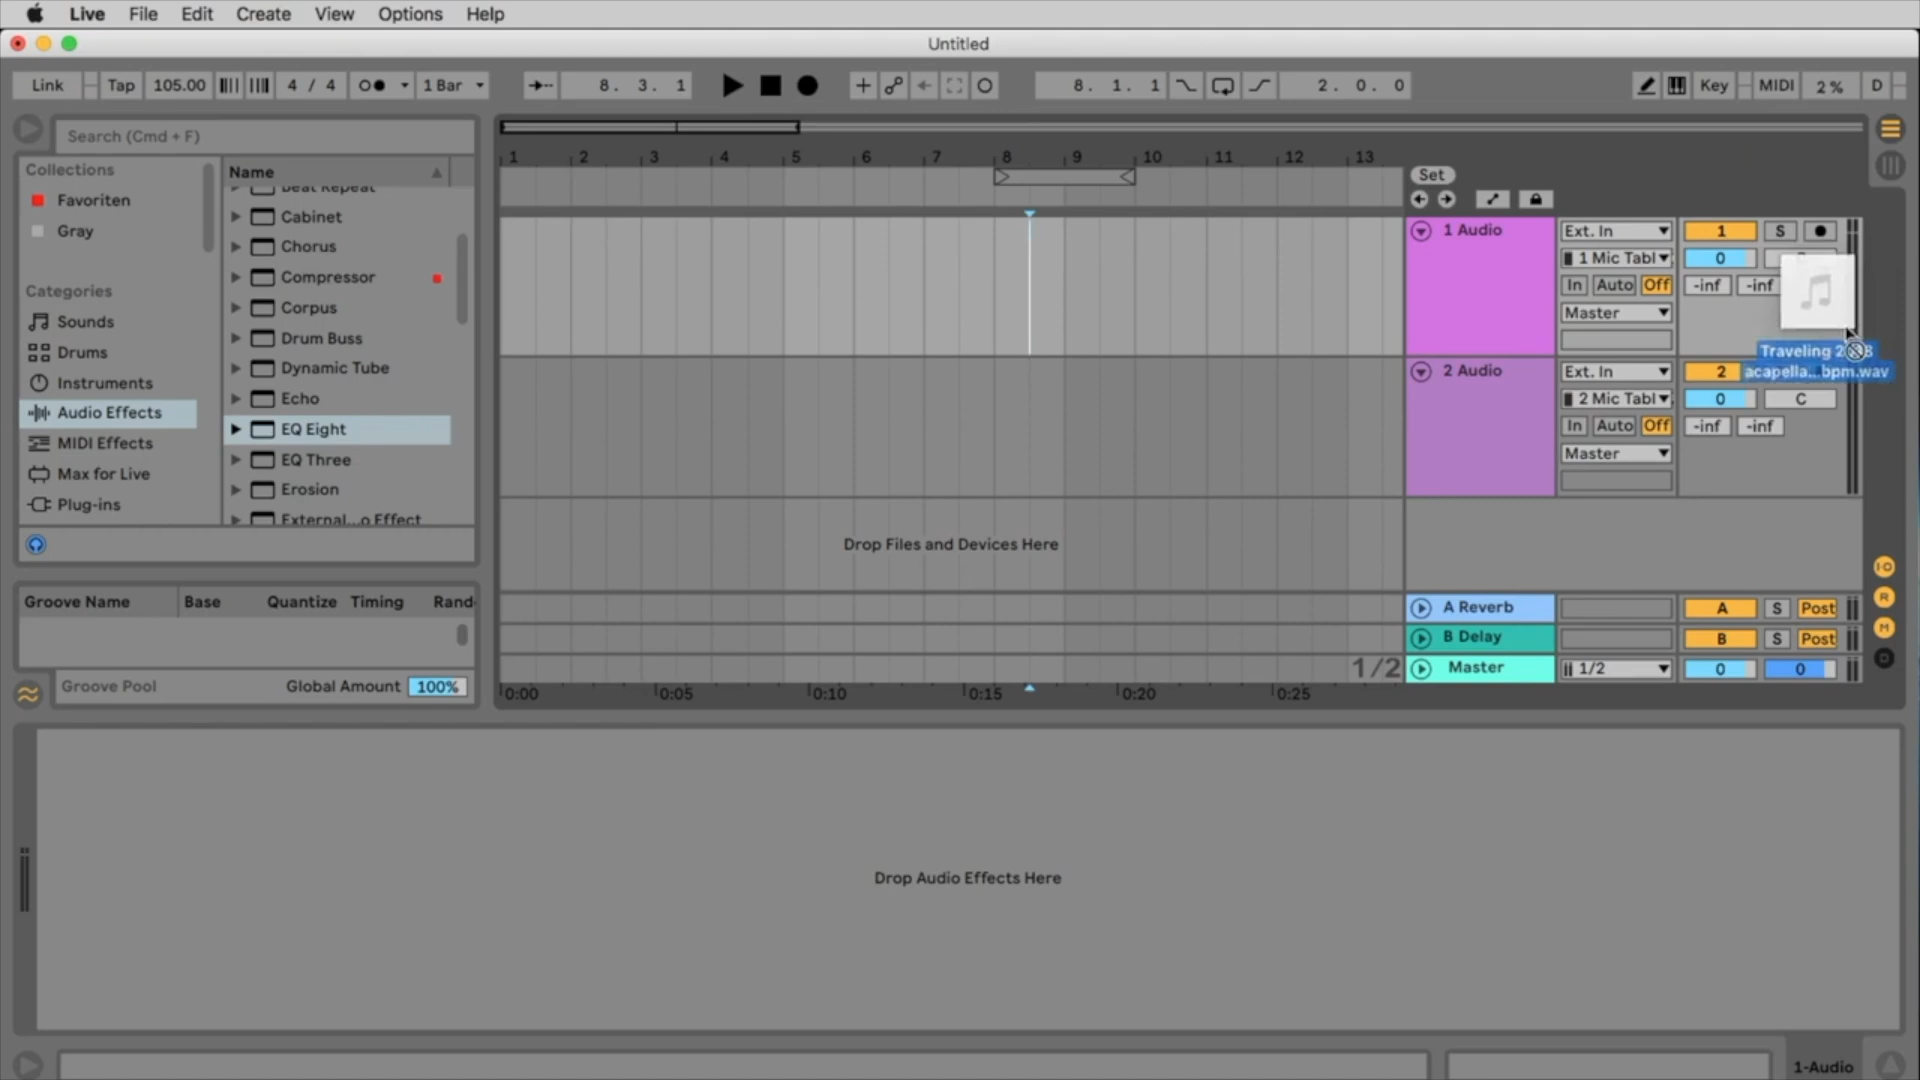 Live File Edit Create View Options Help
Untitled
Link Tap 105.00 4 / 4 1 Bar 8. 3. 1 8. 1. 1 2. 0. 0 Key MIDI 2 % D
Search (Cmd + F)
Collections
Favoriten
Gray
Categories
Sounds
Drums
Instruments
Audio Effects
MIDI Effects
Max for Live
Plug-ins
Name
Beat Repeat
Cabinet
Chorus
Compressor
Corpus
Drum Buss
Dynamic Tube
Echo
EQ Eight
EQ Three
Erosion
External...o Effect
Groove Name Base Quantize Timing Rand
Groove Pool Global Amount 100%
1 2 3 4 5 6 7 8 9 10 11 12 13
Set
1 Audio Ext. In 1 S
1 Mic Tabl 0
In Auto Off -inf -inf
Master
Traveling
acapella...bpm.wav
2 Audio Ext. In 2
2 Mic Tabl 0 C
In Auto Off -inf -inf
Master
Drop Files and Devices Here
A Reverb A S Post
B Delay B S Post
1/2 Master 1/2 0 0
0:00 0:05 0:10 0:15 0:20 0:25
I·O
R
M
D
Drop Audio Effects Here
1-Audio